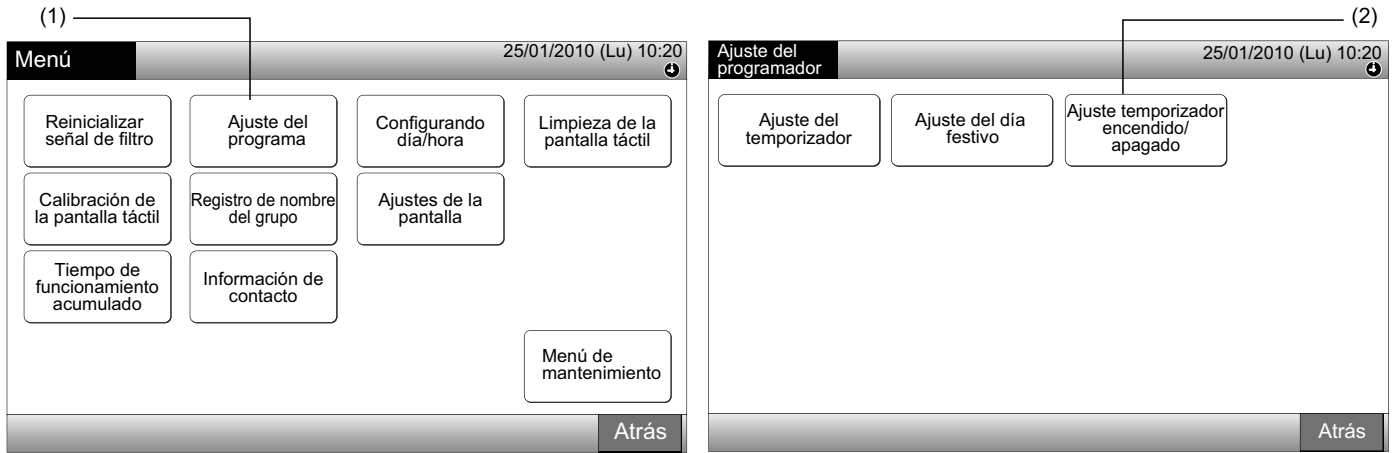 (1)
(2)
Menú
25/01/2010 (Lu) 10:20
Reinicializar
señal de filtro
Ajuste del
programa
Configurando
día/hora
Limpieza de la
pantalla táctil
Calibración de
la pantalla táctil
Registro de nombre
del grupo
Ajustes de la
pantalla
Tiempo de
funcionamiento
acumulado
Información de
contacto
Menú de
mantenimiento
Atrás
Ajuste del
programador
25/01/2010 (Lu) 10:20
Ajuste del
temporizador
Ajuste del día
festivo
Ajuste temporizador
encendido/
apagado
Atrás